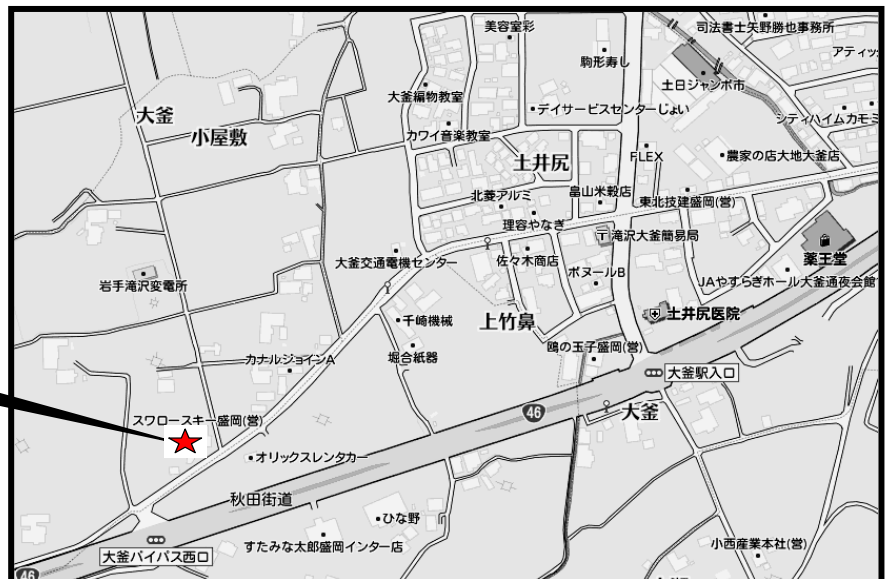 美容室彩
司法書士矢野勝也事務所
駒形寿し
アティッ
土日ジャンボ市
大釜編物教室
デイサービスセンターじょい
大釜
シティハイムカモミ
小屋敷
カワイ音楽教室
土井尻
FLEX
農家の店大地大釜店
北菱アルミ
畠山米穀店
東北技建盛岡(営)
理容やなぎ
滝沢大釜簡易局
大釜交通電機センター
佐々木商店
薬王堂
ボヌールB
岩手滝沢変電所
JAやすらぎホール大釜通夜会館
千崎機械
上竹鼻
土井尻医院
堀合紙器
鴎の玉子盛岡(営)
カナルジョインA
大釜駅入口
46
大釜
スワロースキー盛岡(営)
オリックスレンタカー
秋田街道
ひな野
大釜バイパス西口
すたみな太郎盛岡インター店
小西産業本社(営)
46